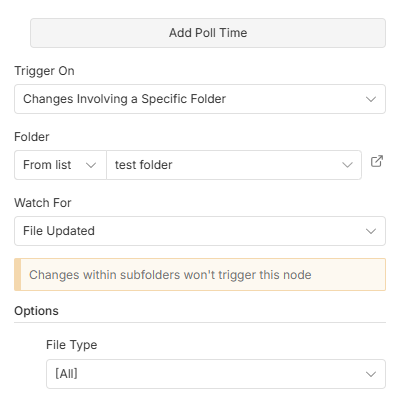 Add Poll Time
Trigger On
Changes Involving a Specific Folder
Folder
From list
test folder
Watch For
File Updated
Changes within subfolders won't trigger this node
Options
File Type
[All]